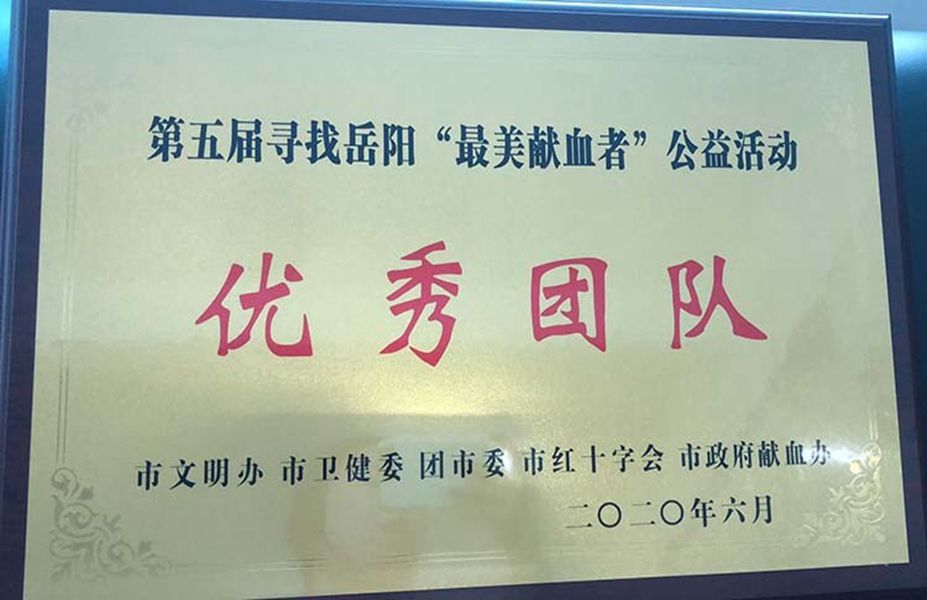 第五届寻找岳阳“最美献血者”公益活动
优秀团队
市文明办 市卫健委 团市委 市红十字会 市政府献血办
二〇二〇年六月